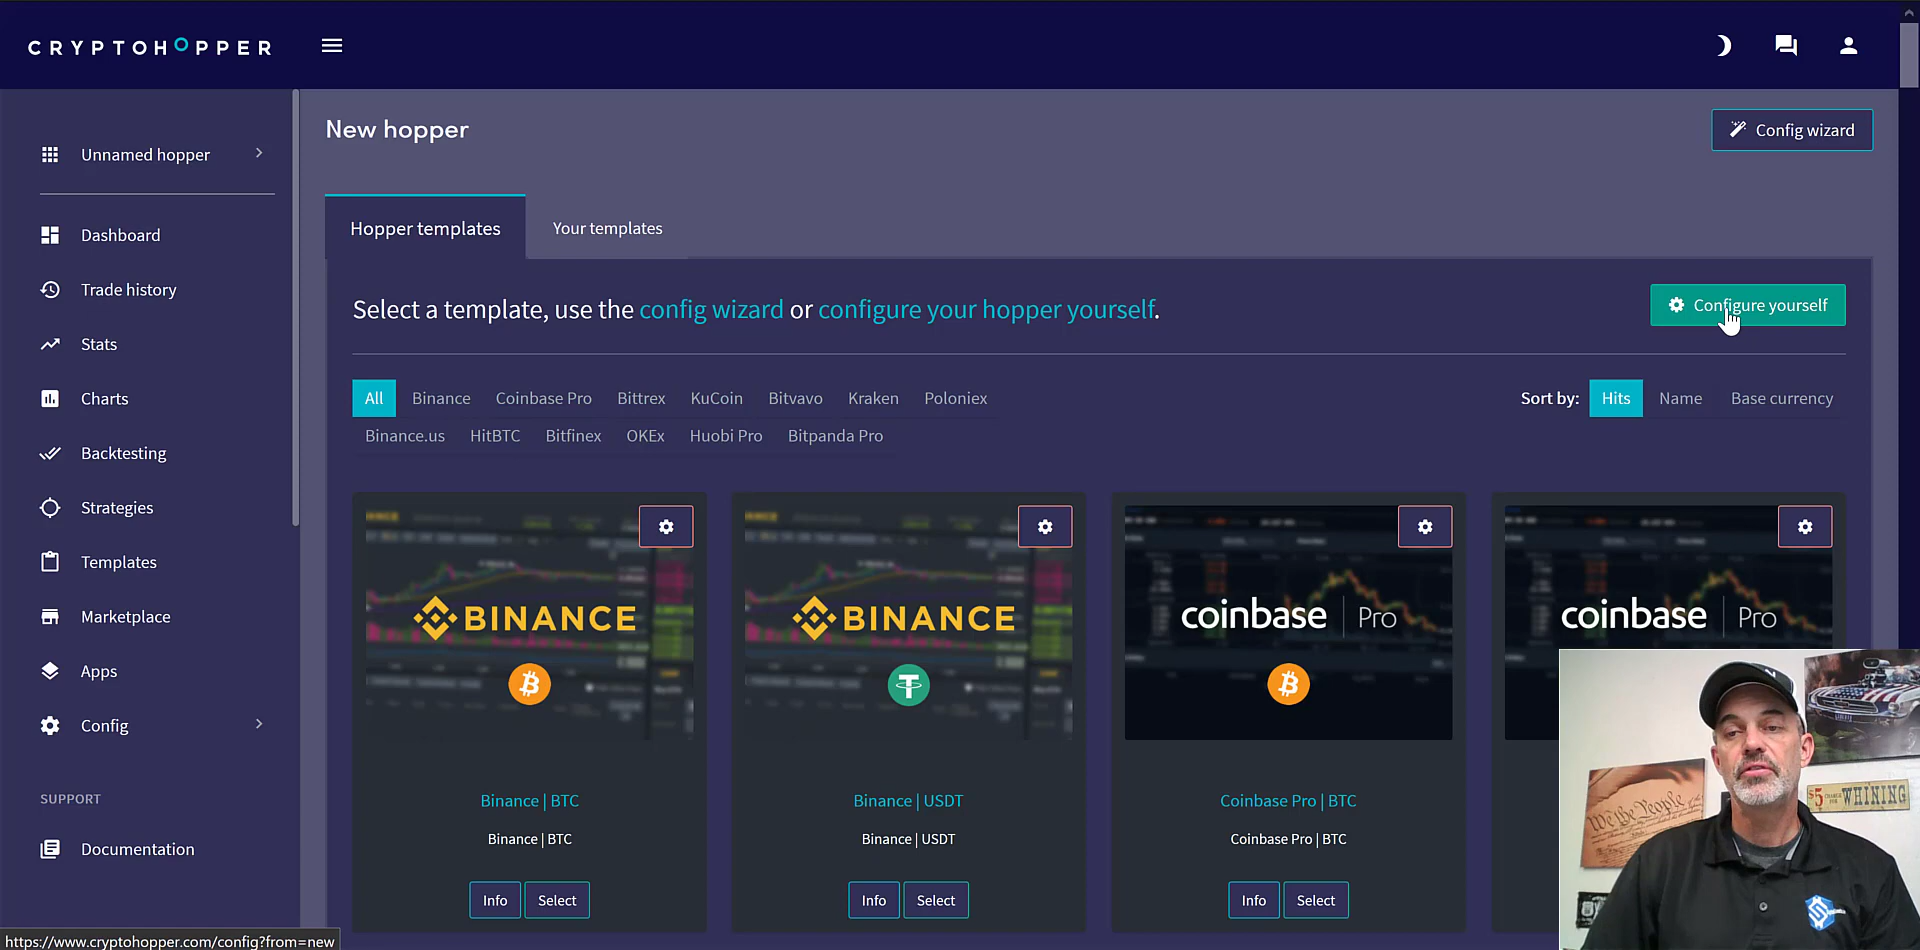 CRYPTOHOPPER
New hopper
Config wizard
Unnamed hopper
Dashboard
Trade history
Stats
Charts
Backtesting
Strategies
Templates
Marketplace
Apps
Config
SUPPORT
Documentation
Hopper templates
Your templates
Select a template, use the config wizard or configure your hopper yourself.
Configure yourself
All Binance Coinbase Pro Bittrex KuCoin Bitvavo Kraken Poloniex
Binance.us HitBTC Bitfinex OKEx Huobi Pro Bitpanda Pro
Sort by: Hits Name Base currency
BINANCE
Binance | BTC
Binance | BTC
Info Select
BINANCE
Binance | USDT
Binance | USDT
Info Select
coinbase | Pro
Coinbase Pro | BTC
Coinbase Pro | BTC
Info Select
coinbase | Pro
We the People
$5 CHARGE FOR WHINING
https://www.cryptohopper.com/config?from=new